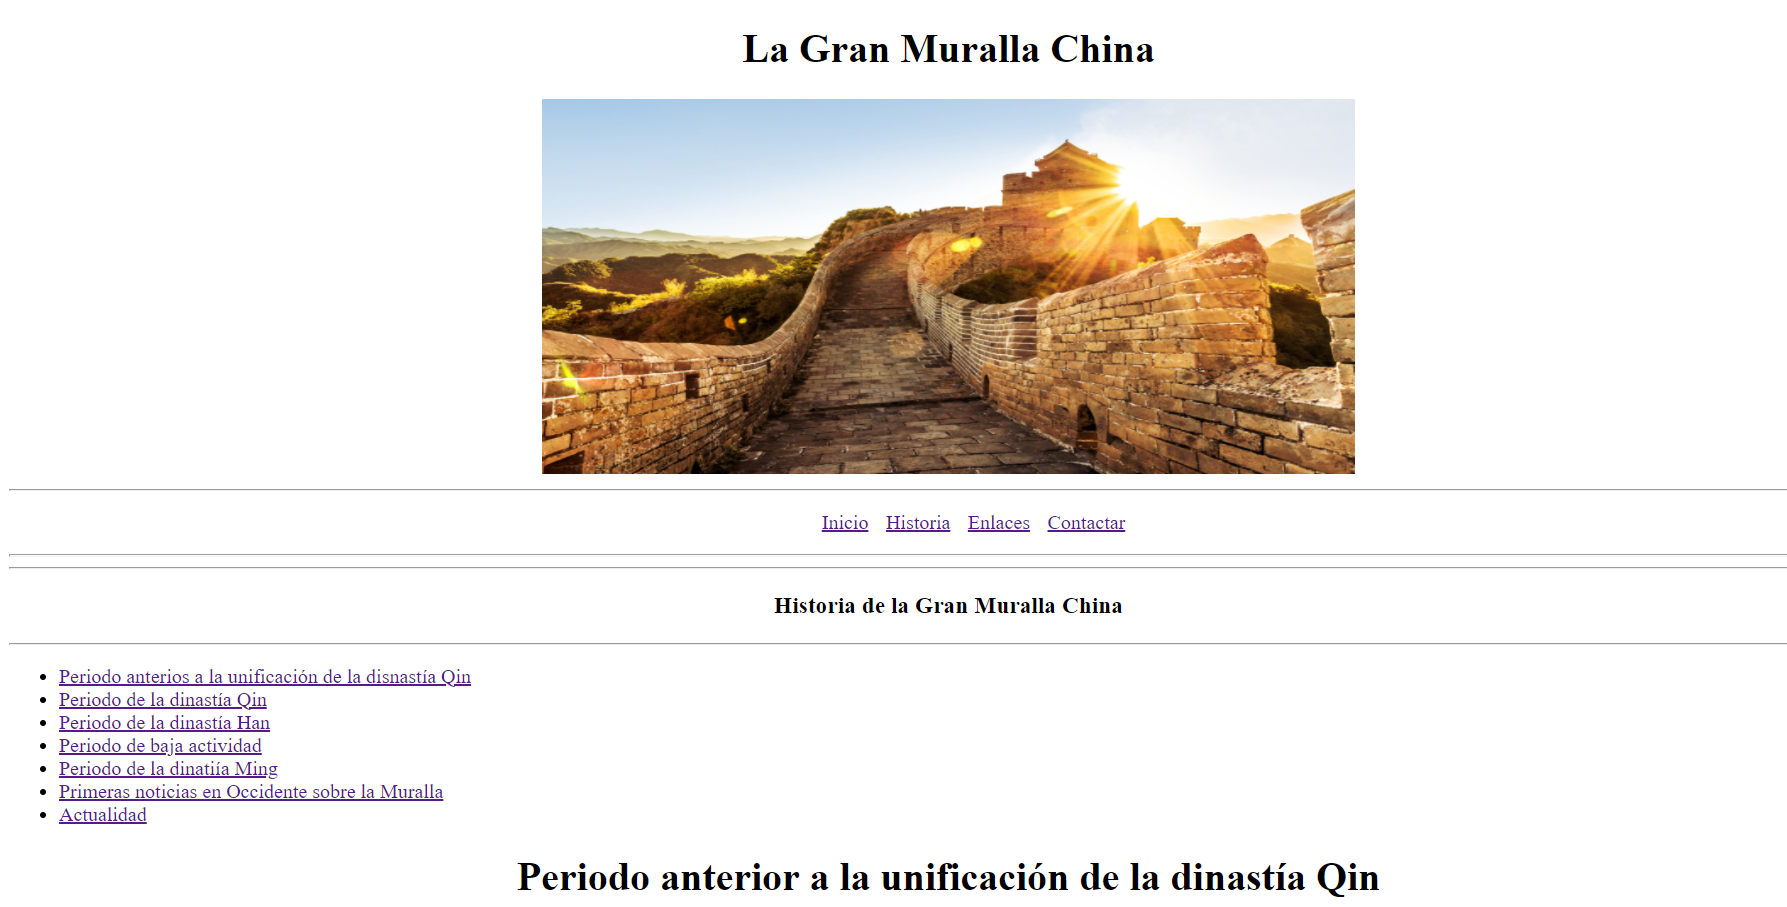 La Gran Muralla China
Inicio Historia Enlaces Contactar
Historia de la Gran Muralla China
Periodo anterios a la unificación de la disnastía Qin
Periodo de la dinastía Qin
Periodo de la dinastía Han
Periodo de baja actividad
Periodo de la dinatiía Ming
Primeras noticias en Occidente sobre la Muralla
Actualidad
Periodo anterior a la unificación de la dinastía Qin